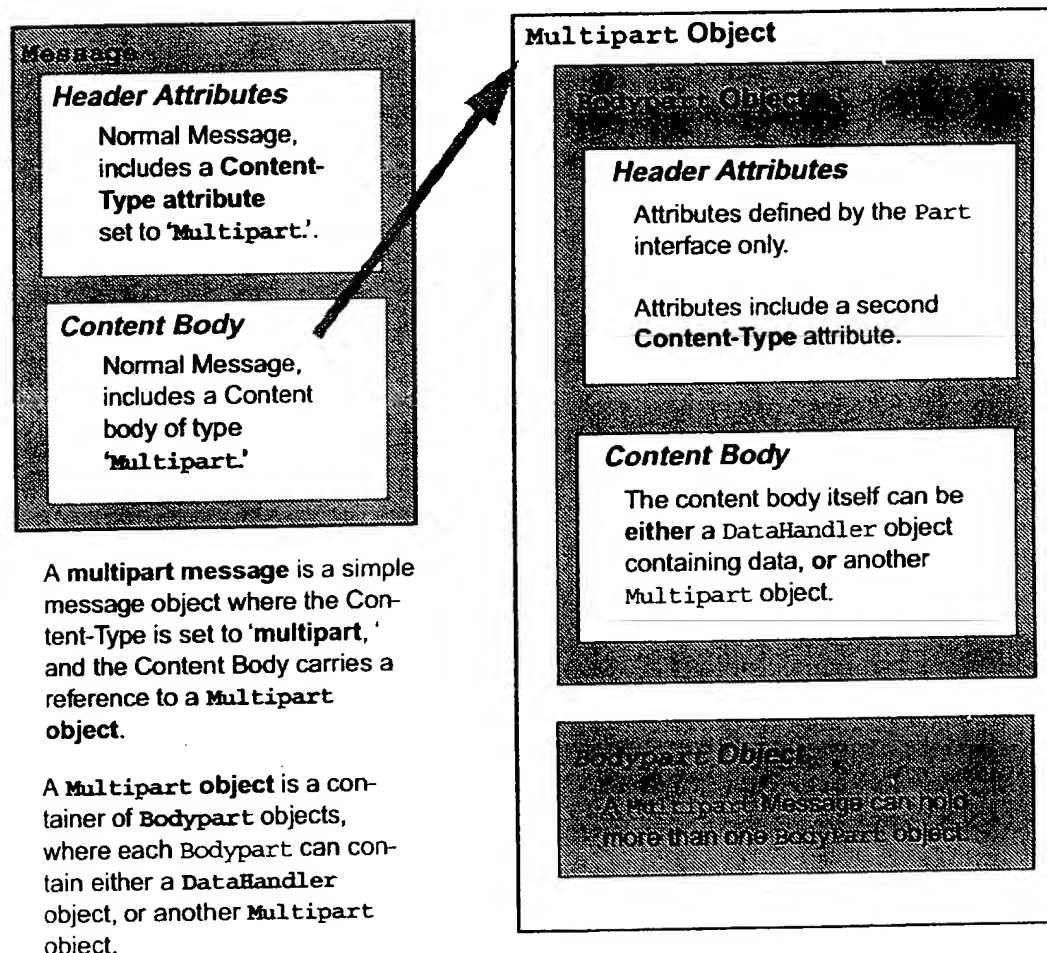 Message
Header Attributes
Normal Message,
includes a Content-
Type attribute
set to 'Multipart.'.
Content Body
Normal Message,
includes a Content
body of type
'Multipart.'
A multipart message is a simple
message object where the Con-
tent-Type is set to 'multipart, '
and the Content Body carries a
reference to a Multipart
object.
A Multipart object is a con-
tainer of Bodypart objects,
where each Bodypart can con-
tain either a DataHandler
object, or another Multipart
object.
Multipart Object
Bodypart Object
Header Attributes
Attributes defined by the Part
interface only.
Attributes include a second
Content-Type attribute.
Content Body
The content body itself can be
either a DataHandler object
containing data, or another
Multipart object.
Bodypart Object
A Multipart Message can hold
more than one BodyPart object